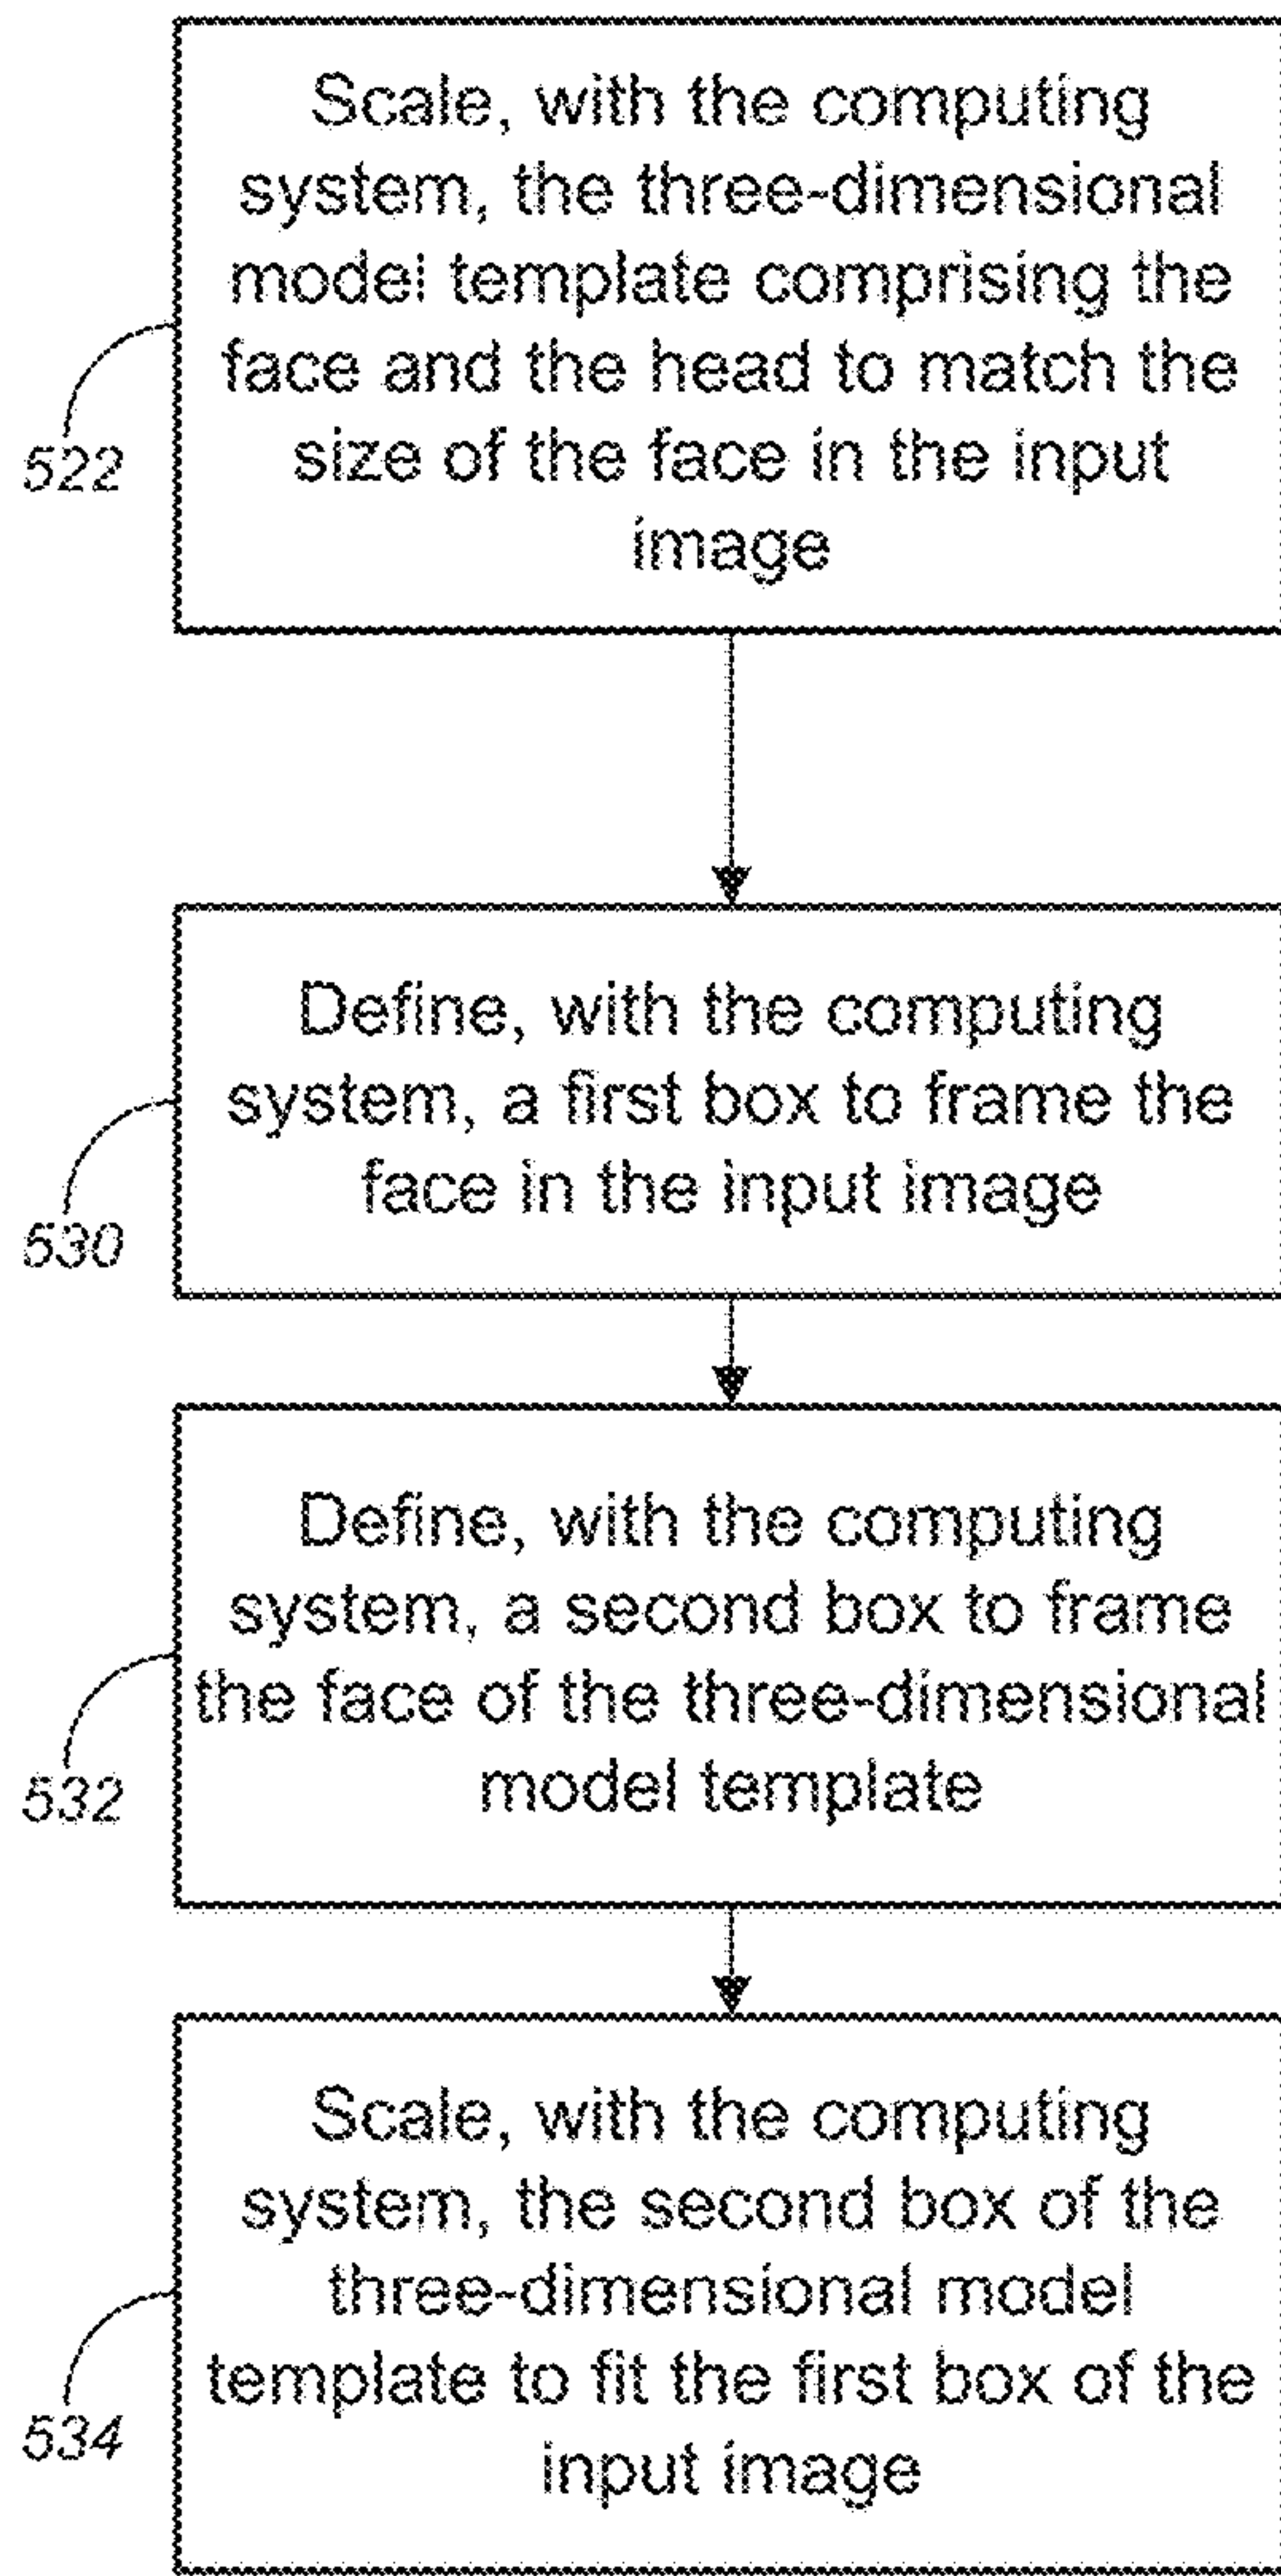 Scale, with the computing
system, the three-dimensional
model template comprising the
face and the head to match the
size of the face in the input
image
522
Define, with the computing
system, a first box to frame the
face in the input image
530
Define, with the computing
system, a second box to frame
the face of the three-dimensional
model template
532
Scale, with the computing
system, the second box of the
three-dimensional model
template to fit the first box of the
input image
534